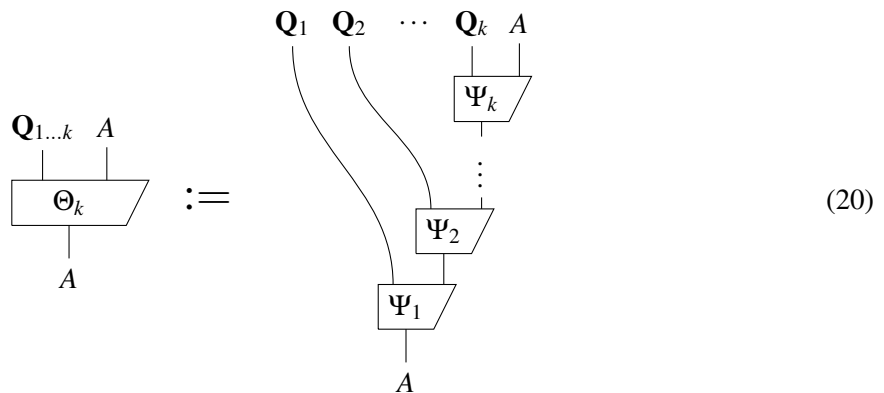 Q₁ Q₂ ⋯ Qₖ A
Ψₖ
Q₁...ₖ A
⋮
Θₖ := (20)
Ψ₂
Ψ₁
A
A